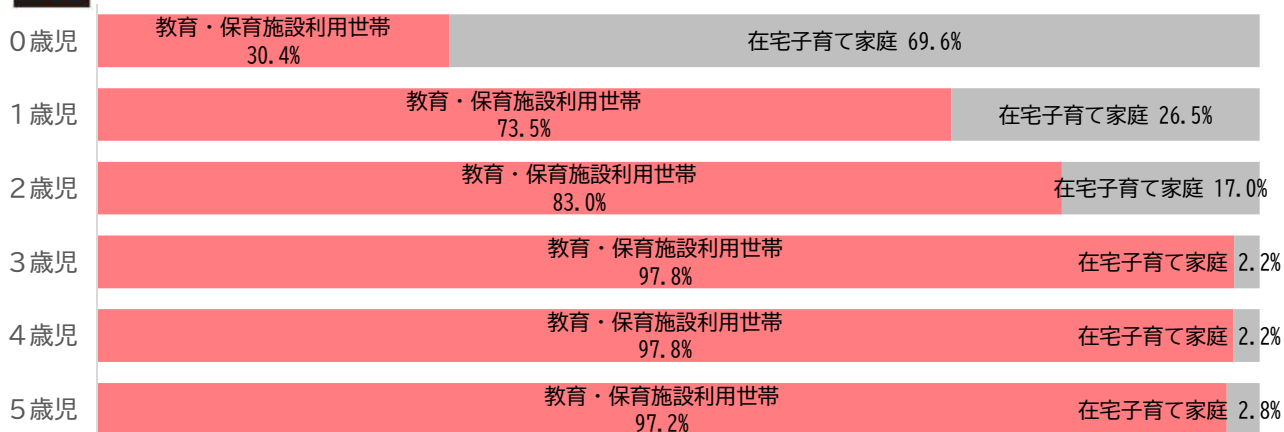 0歳児
教育・保育施設利用世帯
30.4%
在宅子育て家庭 69.6%
1歳児
教育・保育施設利用世帯
73.5%
在宅子育て家庭 26.5%
2歳児
教育・保育施設利用世帯
83.0%
在宅子育て家庭 17.0%
3歳児
教育・保育施設利用世帯
97.8%
在宅子育て家庭 2.2%
4歳児
教育・保育施設利用世帯
97.8%
在宅子育て家庭 2.2%
5歳児
教育・保育施設利用世帯
97.2%
在宅子育て家庭 2.8%